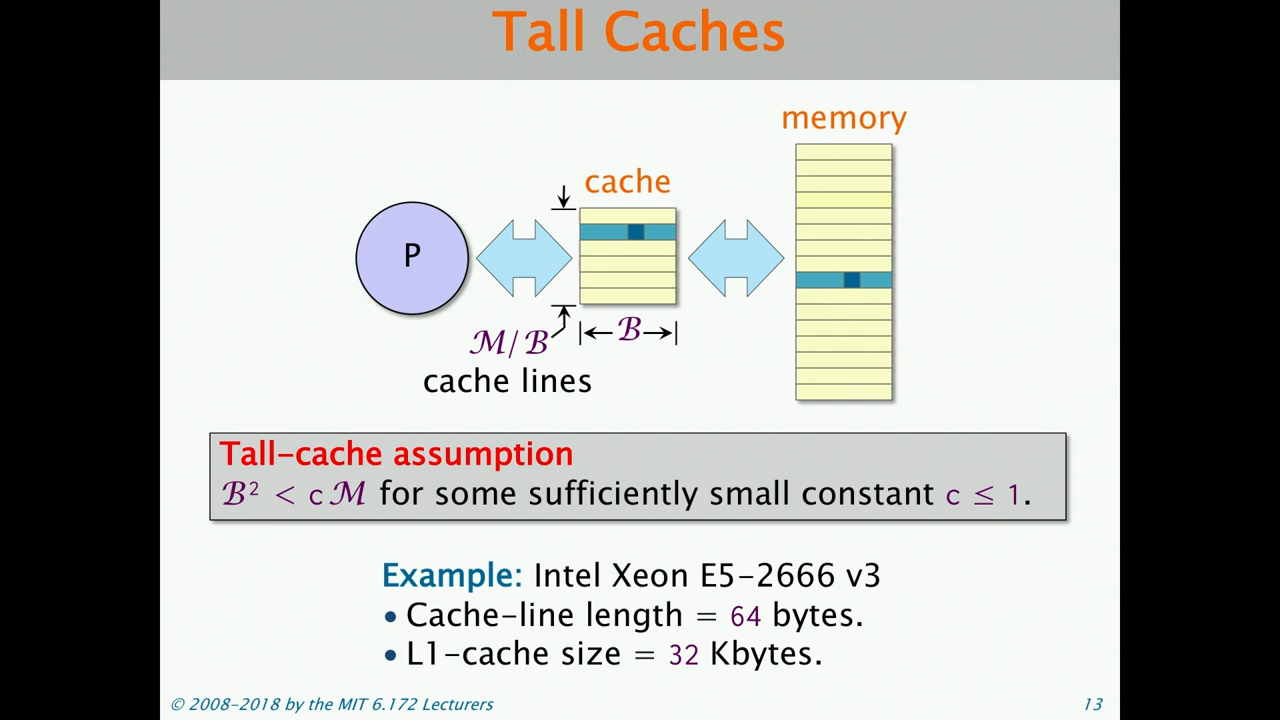 Tall Caches
memory
cache
P
ℳ/ℬ
ℬ
cache lines
Tall-cache assumption
ℬ² < cℳ for some sufficiently small constant c ≤ 1.
Example: Intel Xeon E5-2666 v3
• Cache-line length = 64 bytes.
• L1-cache size = 32 Kbytes.
© 2008-2018 by the MIT 6.172 Lecturers
13